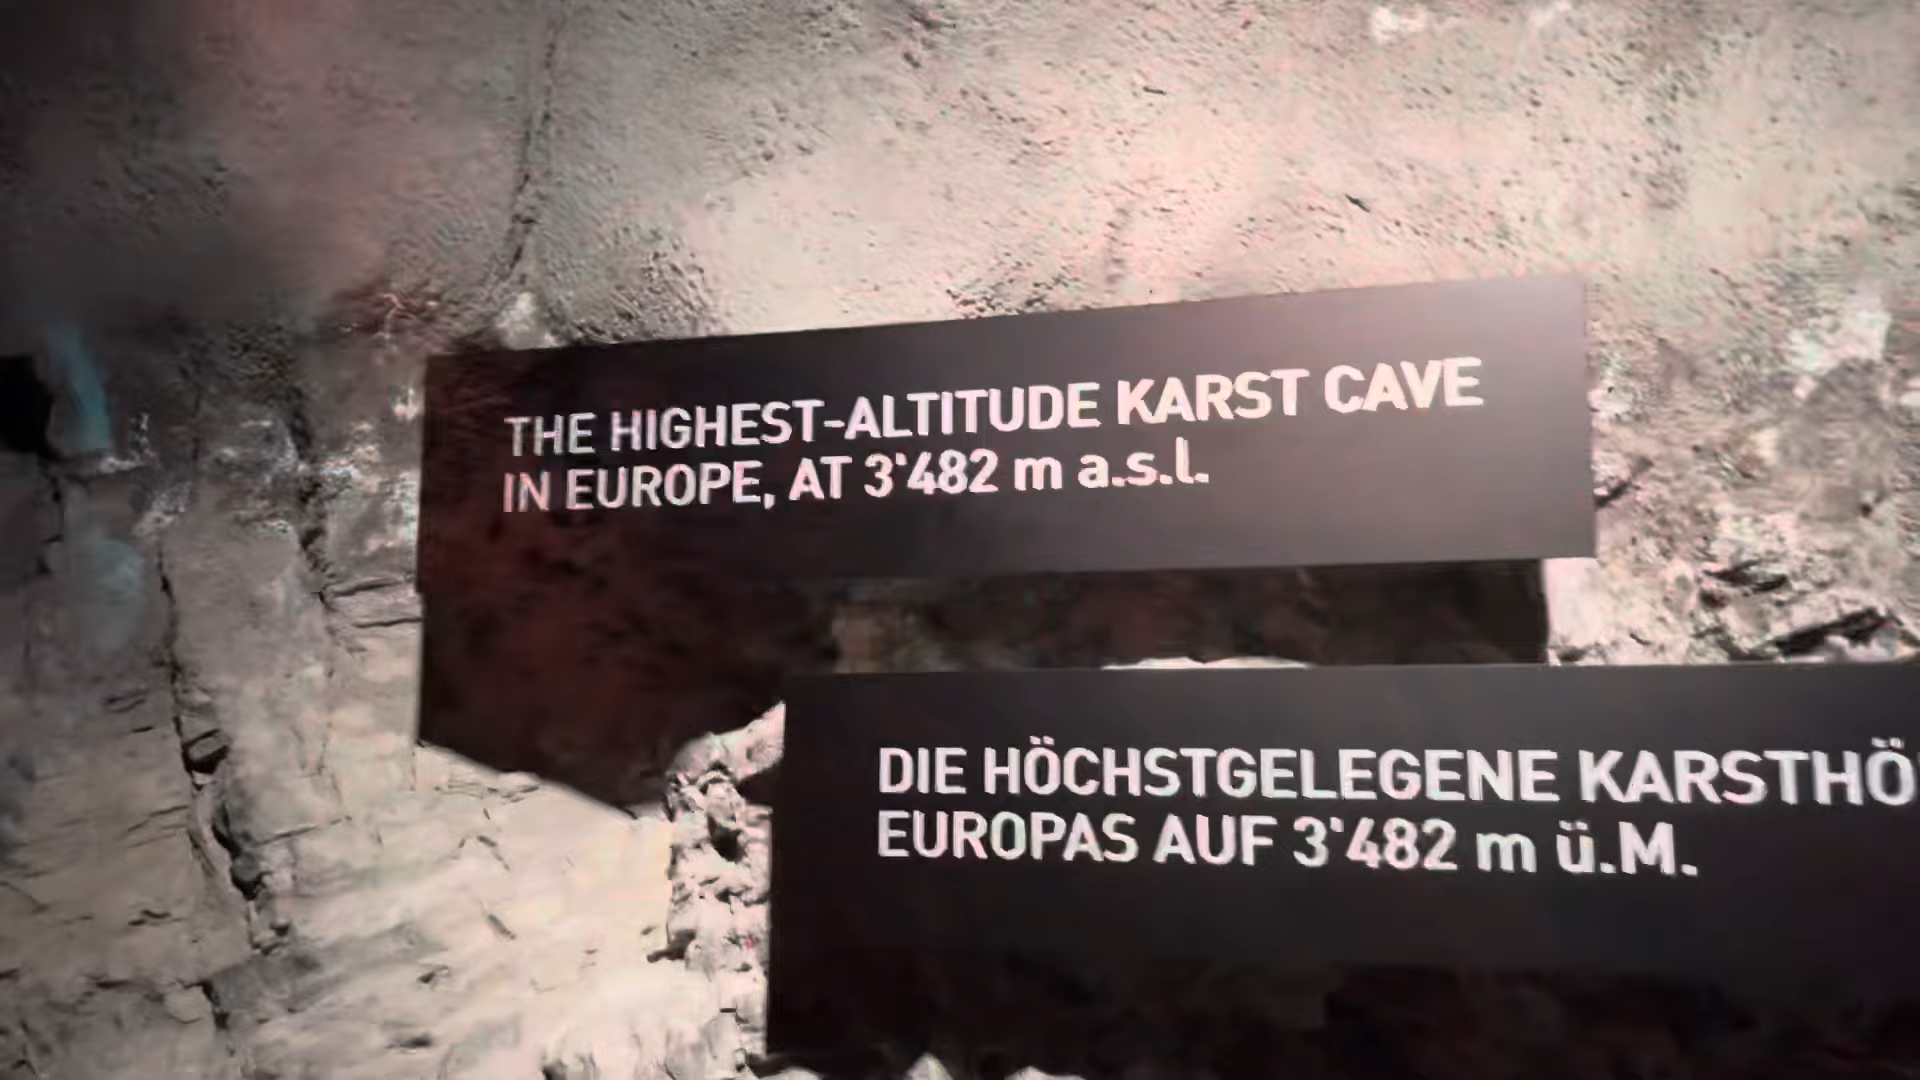 THE HIGHEST-ALTITUDE KARST CAVE
IN EUROPE, AT 3'482 m a.s.l.
DIE HÖCHSTGELEGENE
EUROPAS AUF 3'482 m ü.M.